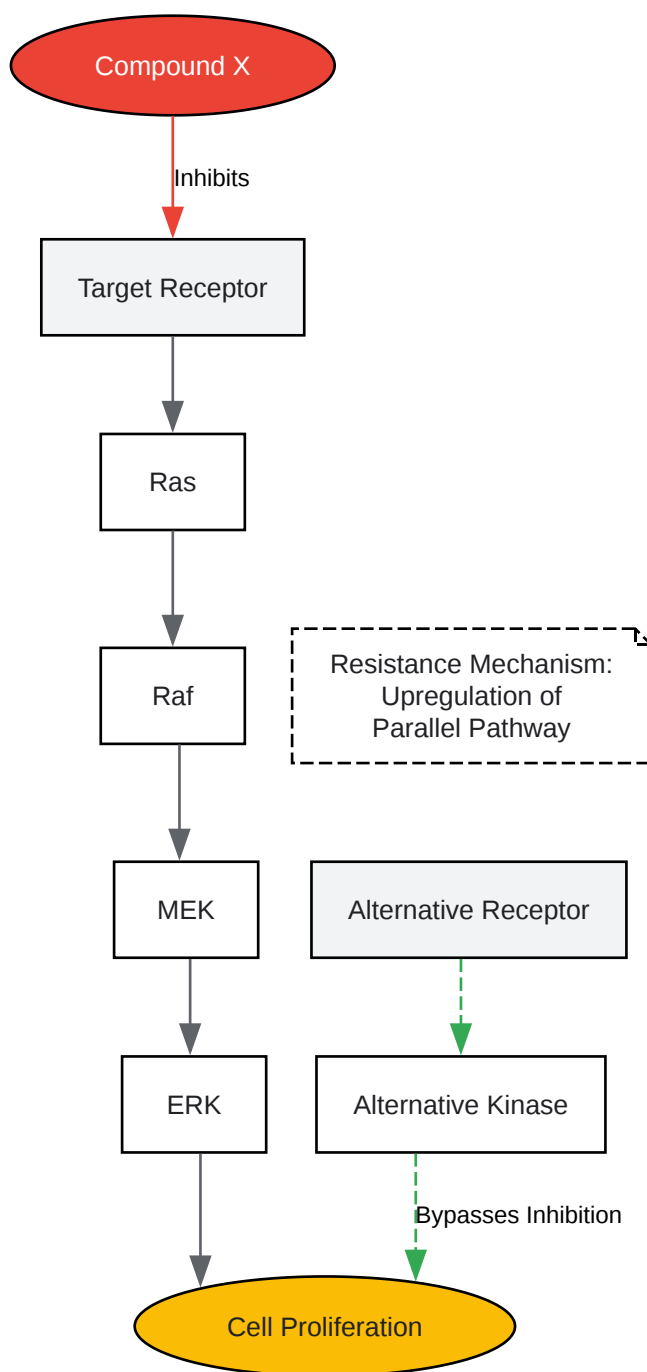 Compound X
Inhibits
Target Receptor
Ras
Raf
Resistance Mechanism:
Upregulation of
Parallel Pathway
MEK
Alternative Receptor
ERK
Alternative Kinase
Bypasses Inhibition
Cell Proliferation